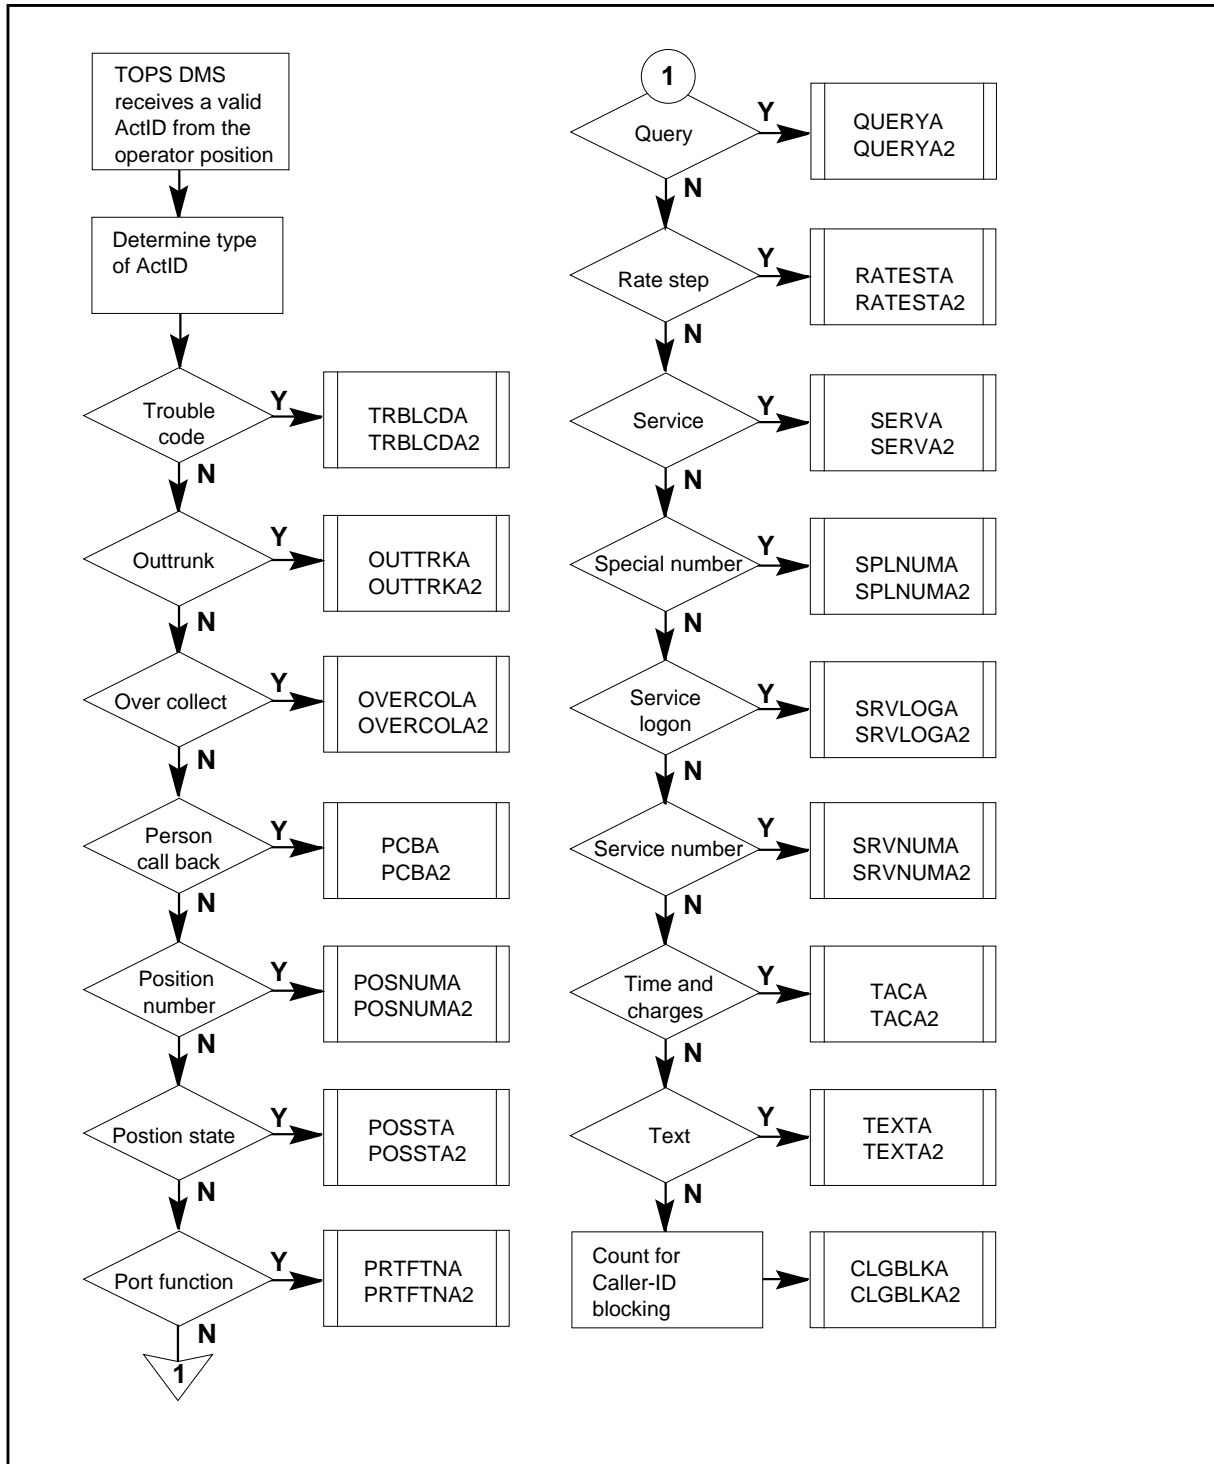 TOPS DMS
receives a valid
ActID from the
operator position
Determine type
of ActID
Trouble
code
Y
TRBLCDA
TRBLCDA2
N
Outtrunk
Y
OUTTRKA
OUTTRKA2
N
Over collect
Y
OVERCOLA
OVERCOLA2
N
Person
call back
Y
PCBA
PCBA2
N
Position
number
Y
POSNUMA
POSNUMA2
N
Postion state
Y
POSSTA
POSSTA2
N
Port function
Y
PRTFTNA
PRTFTNA2
N
1
1
Query
Y
QUERYA
QUERYA2
N
Rate step
Y
RATESTA
RATESTA2
N
Service
Y
SERVA
SERVA2
N
Special number
Y
SPLNUMA
SPLNUMA2
N
Service
logon
Y
SRVLOGA
SRVLOGA2
N
Service number
Y
SRVNUMA
SRVNUMA2
N
Time and
charges
Y
TACA
TACA2
N
Text
Y
TEXTA
TEXTA2
N
Count for
Caller-ID
blocking
CLGBLKA
CLGBLKA2